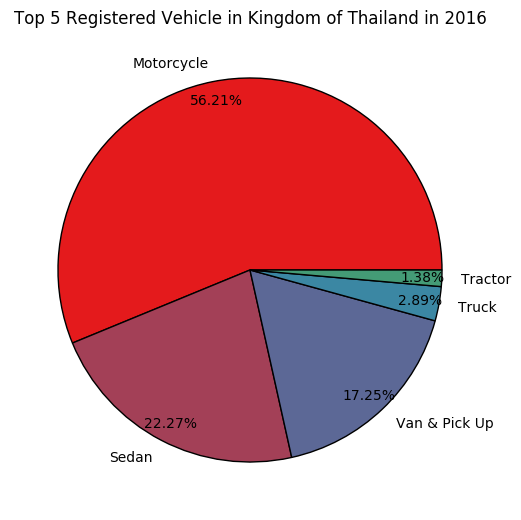 Top 5 Registered Vehicle in Kingdom of Thailand in 2016
Motorcycle
56.21%
1.38%
Tractor
2.89%
Truck
17.25%
Van & Pick Up
22.27%
Sedan